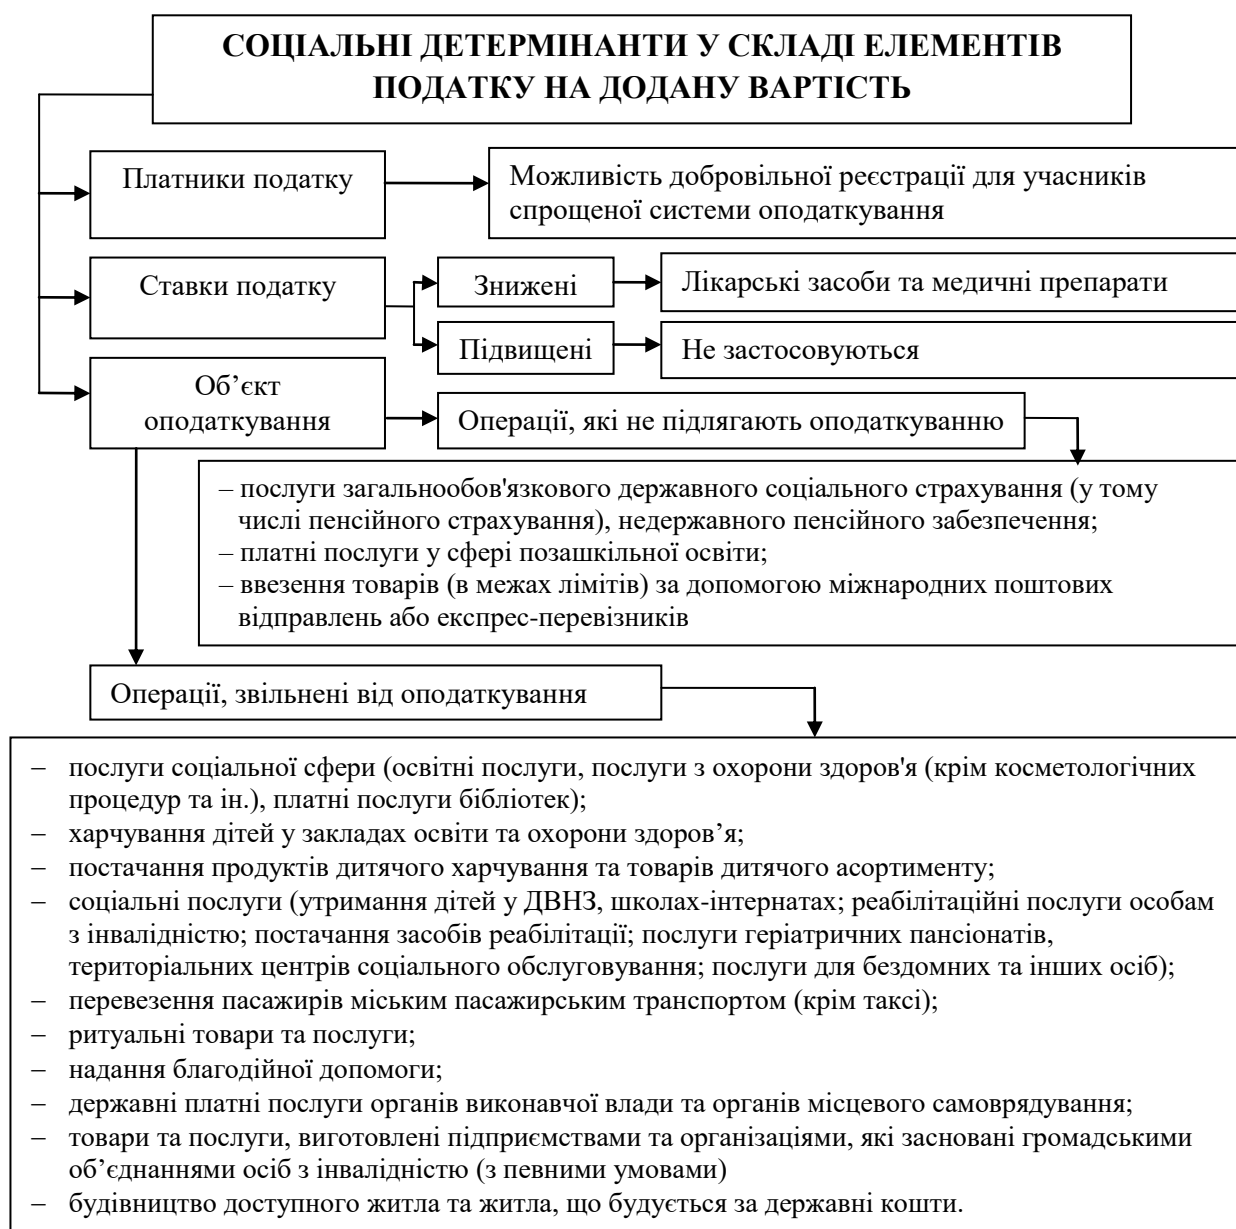 СОЦІАЛЬНІ ДЕТЕРМІНАНТИ У СКЛАДІ ЕЛЕМЕНТІВ
ПОДАТКУ НА ДОДАНУ ВАРТІСТЬ
Платники податку
Можливість добровільної реєстрації для учасників
спрощеної системи оподаткування
Ставки податку
Знижені
Лікарські засоби та медичні препарати
Підвищені
Не застосовуються
Об’єкт
оподаткування
Операції, які не підлягають оподаткуванню
– послуги загальнообов'язкового державного соціального страхування (у тому
числі пенсійного страхування), недержавного пенсійного забезпечення;
– платні послуги у сфері позашкільної освіти;
– ввезення товарів (в межах лімітів) за допомогою міжнародних поштових
відправлень або експрес-перевізників
Операції, звільнені від оподаткування
– послуги соціальної сфери (освітні послуги, послуги з охорони здоров'я (крім косметологічних
процедур та ін.), платні послуги бібліотек);
– харчування дітей у закладах освіти та охорони здоров’я;
– постачання продуктів дитячого харчування та товарів дитячого асортименту;
– соціальні послуги (утримання дітей у ДВНЗ, школах-інтернатах; реабілітаційні послуги особам
з інвалідністю; постачання засобів реабілітації; послуги геріатричних пансіонатів,
територіальних центрів соціального обслуговування; послуги для бездомних та інших осіб);
– перевезення пасажирів міським пасажирським транспортом (крім таксі);
– ритуальні товари та послуги;
– надання благодійної допомоги;
– державні платні послуги органів виконавчої влади та органів місцевого самоврядування;
– товари та послуги, виготовлені підприємствами та організаціями, які засновані громадськими
об’єднаннями осіб з інвалідністю (з певними умовами)
– будівництво доступного житла та житла, що будується за державні кошти.